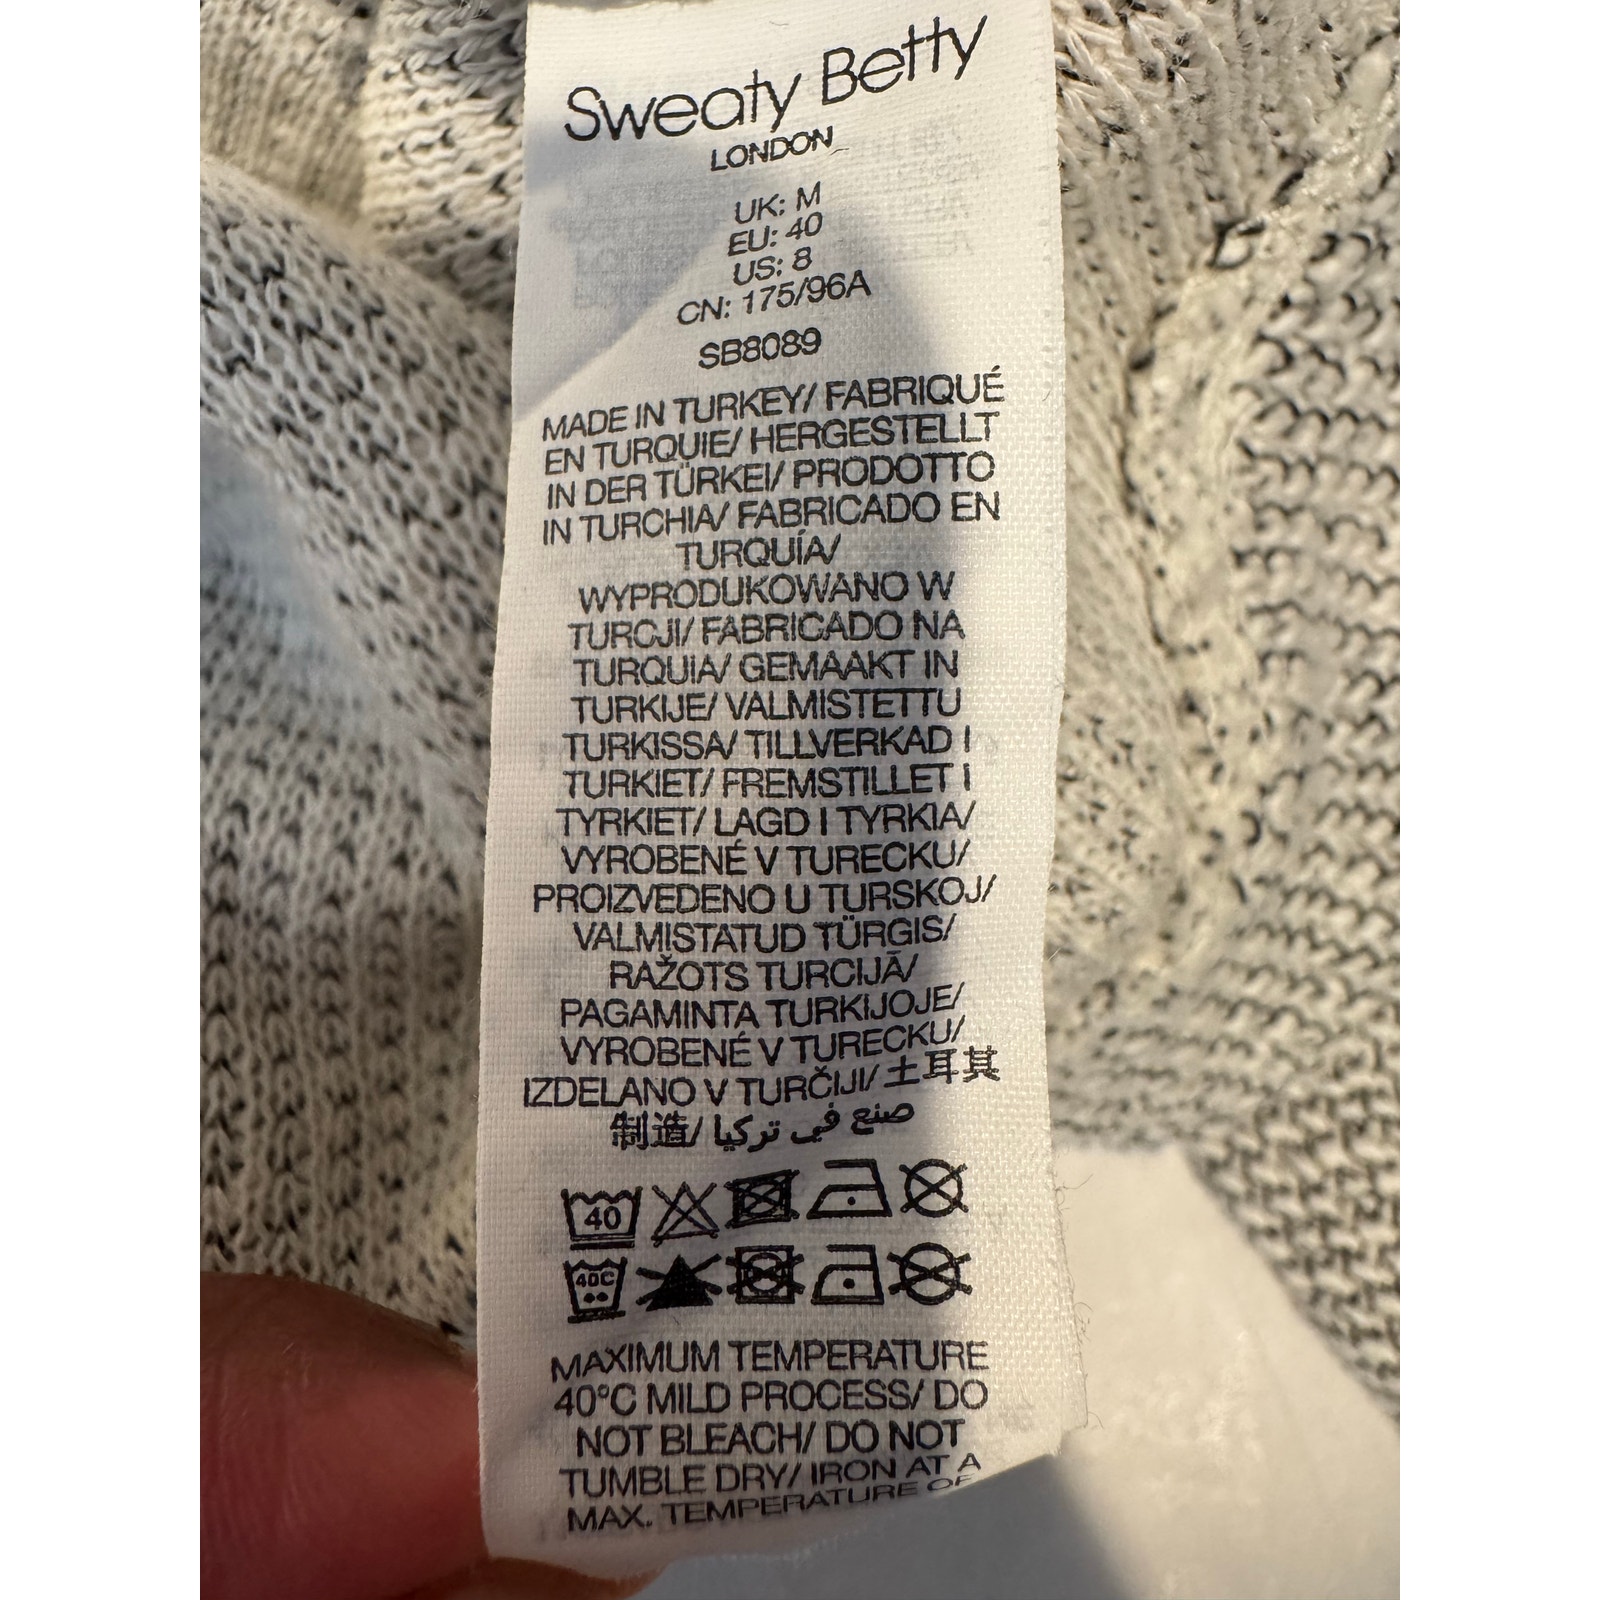 Sweaty Betty
LONDON
UK: M
EU: 40
US: 8
CN: 175/96A
SB8089
MADE IN TURKEY/ FABRIQUÉ
EN TURQUIE/ HERGESTELLT
IN DER TÜRKEI/ PRODOTTO
IN TURCHIA/ FABRICADO EN
TURQUÍA/
WYPRODUKOWANO W
TURCJI/ FABRICADO NA
TURQUIA/ GEMAAKT IN
TURKIJE/ VALMISTETTU
TURKISSA/ TILLVERKAD I
TURKIET/ FREMSTILLET I
TYRKIET/ LAGD I TYRKIA/
VYROBENÉ V TURECKU/
PROIZVEDENO U TURSKOJ/
VALMISTATUD TÜRGIS/
RAŽOTS TURCIJĀ/
PAGAMINTA TURKIJOJE/
VYROBENÉ V TURECKU/
IZDELANO V TURČIJI/ 土耳其
制造/ صنع في تركيا
40
40C
MAXIMUM TEMPERATURE
40°C MILD PROCESS/ DO
NOT BLEACH/ DO NOT
TUMBLE DRY/ IRON AT A
MAX. TEMPERATURE OF